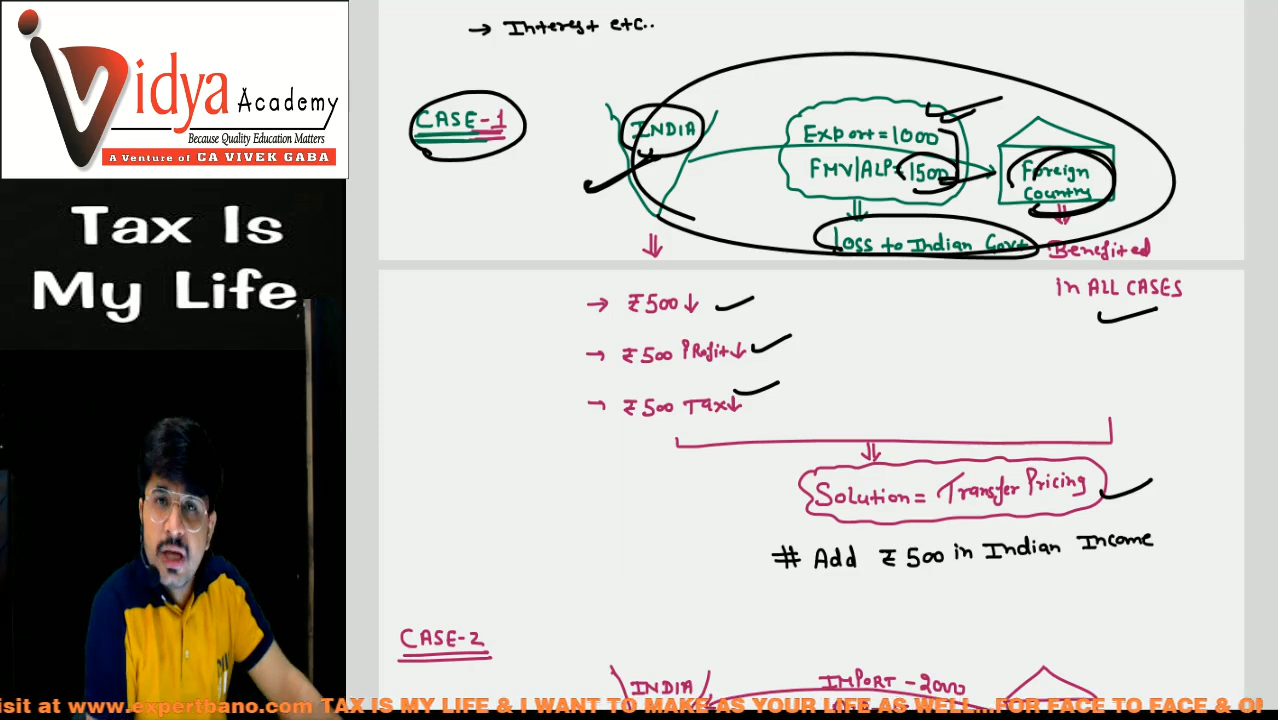 iVidya Academy
Because Quality Education Matters
A Venture of CA VIVEK GABA
Tax Is
My Life
→ Interest etc..
CASE-1
INDIA
Export = 1000
FMV/ALP = 1500
Foreign
Country
Loss to Indian Govt
Benefited
in ALL CASES
→ ₹500↓
→ ₹500 Profit↓
→ ₹500 Tax↓
Solution = Transfer Pricing
# Add ₹500 in Indian Income
CASE-2
INDIA
IMPORT - 2000
isit at www.expertbano.com TAX IS MY LIFE & I WANT TO MAKE AS YOUR LIFE AS WELL...FOR FACE TO FACE & OI